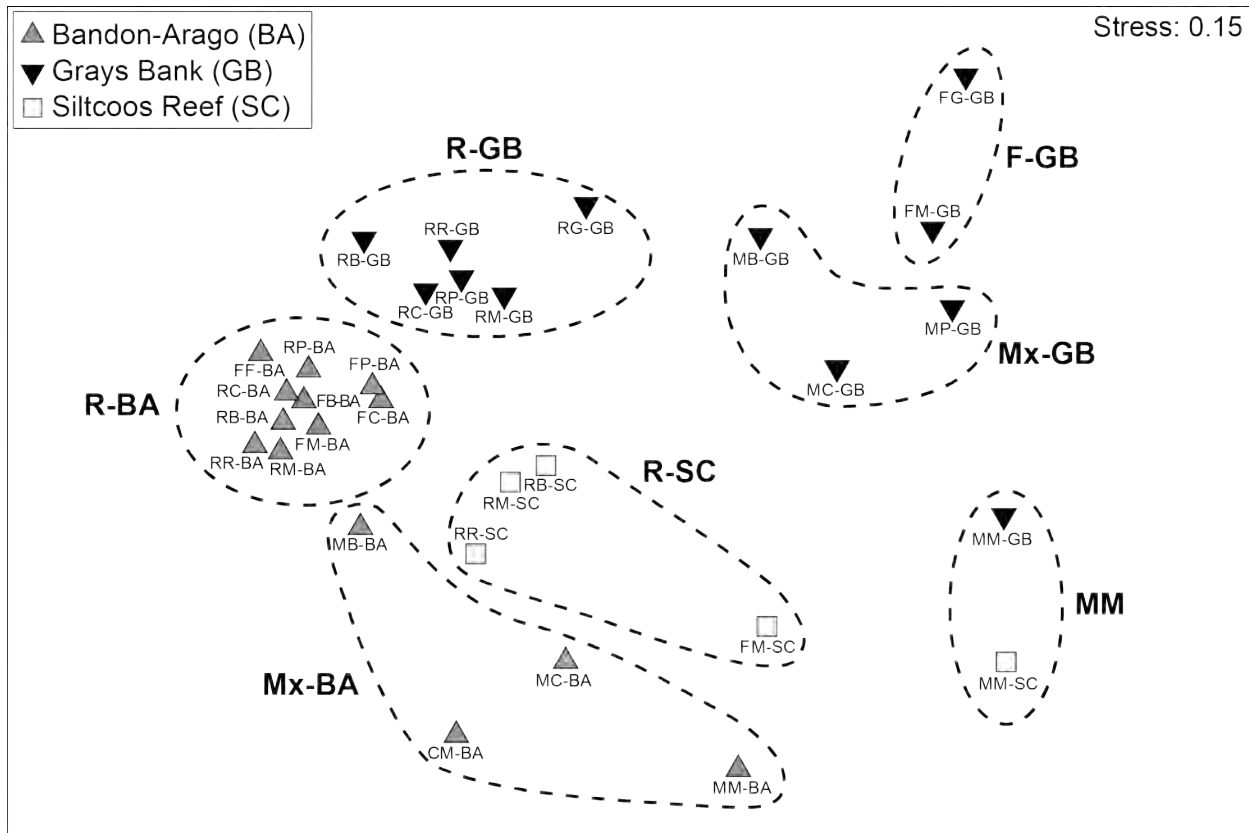 Bandon-Arago (BA)
Grays Bank (GB)
Siltcoos Reef (SC)
Stress: 0.15
FG-GB
R-GB
F-GB
RG-GB
FM-GB
RR-GB
RB-GB
MB-GB
RP-GB
RC-GB
RM-GB
MP-GB
Mx-GB
RP-BA
FF-BA
FP-BA
MC-GB
RC-BA
FB-BA
R-BA
RB-BA
FC-BA
FM-BA
RR-BA
RM-BA
R-SC
RB-SC
RM-SC
RR-SC
MB-BA
MM-GB
MM
FM-SC
MM-SC
MC-BA
Mx-BA
CM-BA
MM-BA